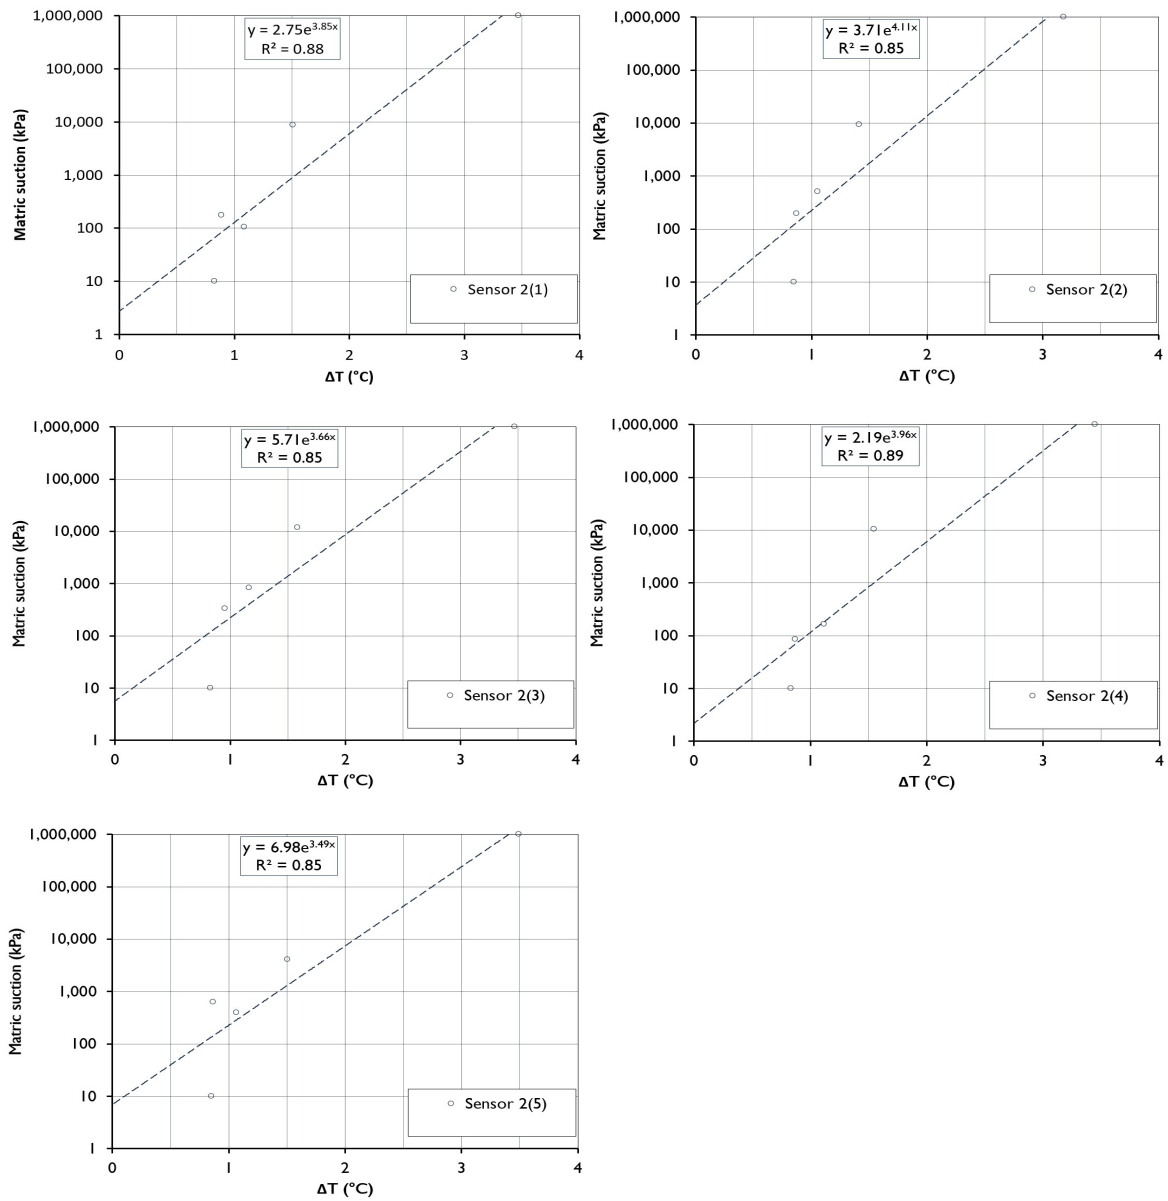 1,000,000
y = 2.75e^3.85x
R² = 0.88
100,000
10,000
1,000
100
10
1
Matric suction (kPa)
Sensor 2(1)
0 1 2 3 4
ΔT (°C)
1,000,000
y = 3.71e^4.11x
R² = 0.85
100,000
10,000
1,000
100
10
1
Matric suction (kPa)
Sensor 2(2)
0 1 2 3 4
ΔT (°C)
1,000,000
y = 5.71e^3.66x
R² = 0.85
100,000
10,000
1,000
100
10
1
Matric suction (kPa)
Sensor 2(3)
0 1 2 3 4
ΔT (°C)
1,000,000
y = 2.19e^3.96x
R² = 0.89
100,000
10,000
1,000
100
10
1
Matric suction (kPa)
Sensor 2(4)
0 1 2 3 4
ΔT (°C)
1,000,000
y = 6.98e^3.49x
R² = 0.85
100,000
10,000
1,000
100
10
1
Matric suction (kPa)
Sensor 2(5)
0 1 2 3 4
ΔT (°C)